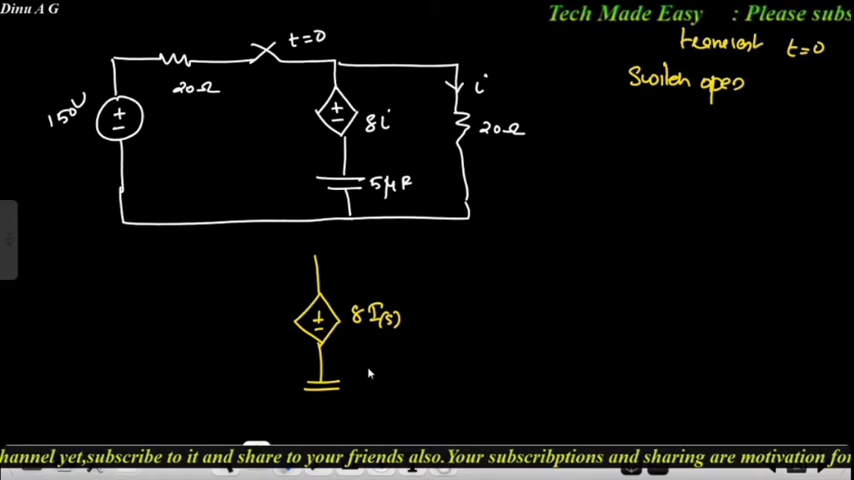 Dinu A G
Tech Made Easy : Please subs
transient t=0
Switch open
t=0
20Ω
150V
+
-
+
-
8i
i
20Ω
5μF
+
-
8I(s)
hannel yet,subscribe to it and share to your friends also.Your subscribptions and sharing are motivation for